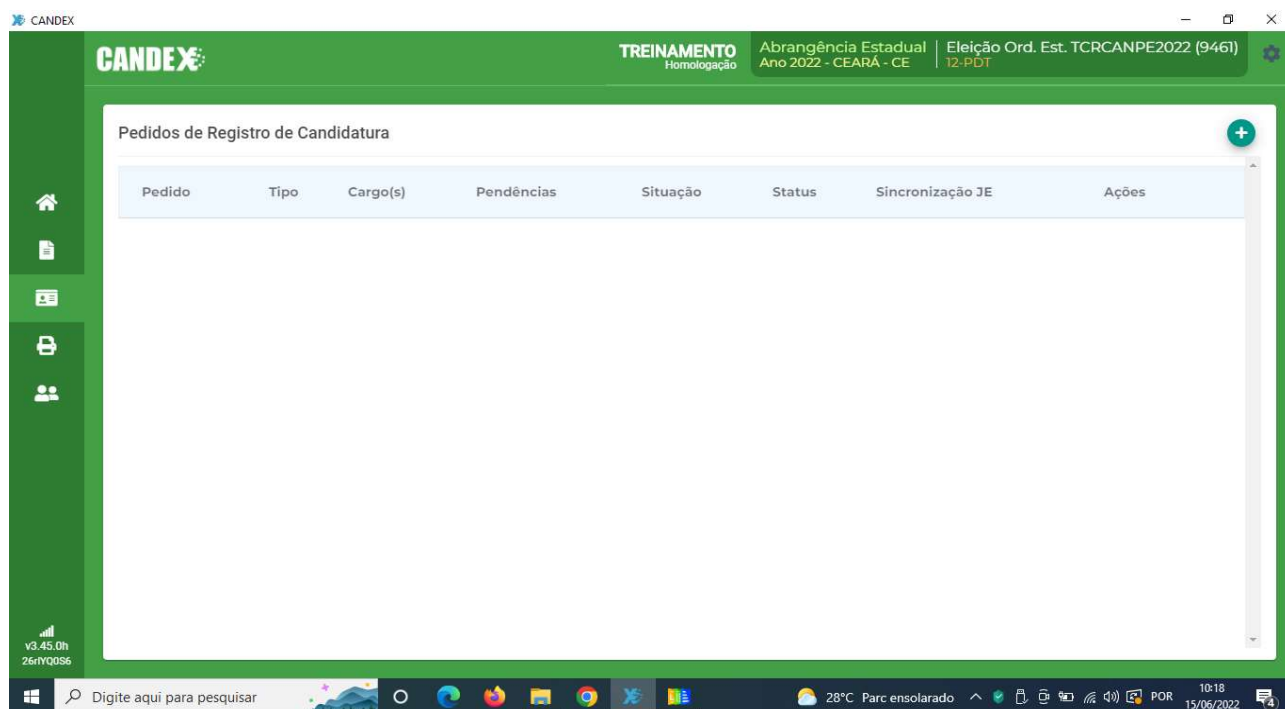 CANDEX
CANDEX
TREINAMENTO
Homologação
Abrangência Estadual
Ano 2022 - CEARÁ - CE
Eleição Ord. Est. TCRCANPE2022 (9461)
12-PDT
Pedidos de Registro de Candidatura
Pedido Tipo Cargo(s) Pendências Situação Status Sincronização JE Ações
v3.45.0h
26rIYQ0S6
Digite aqui para pesquisar
28°C Parc ensolarado
POR
10:18
15/06/2022
4